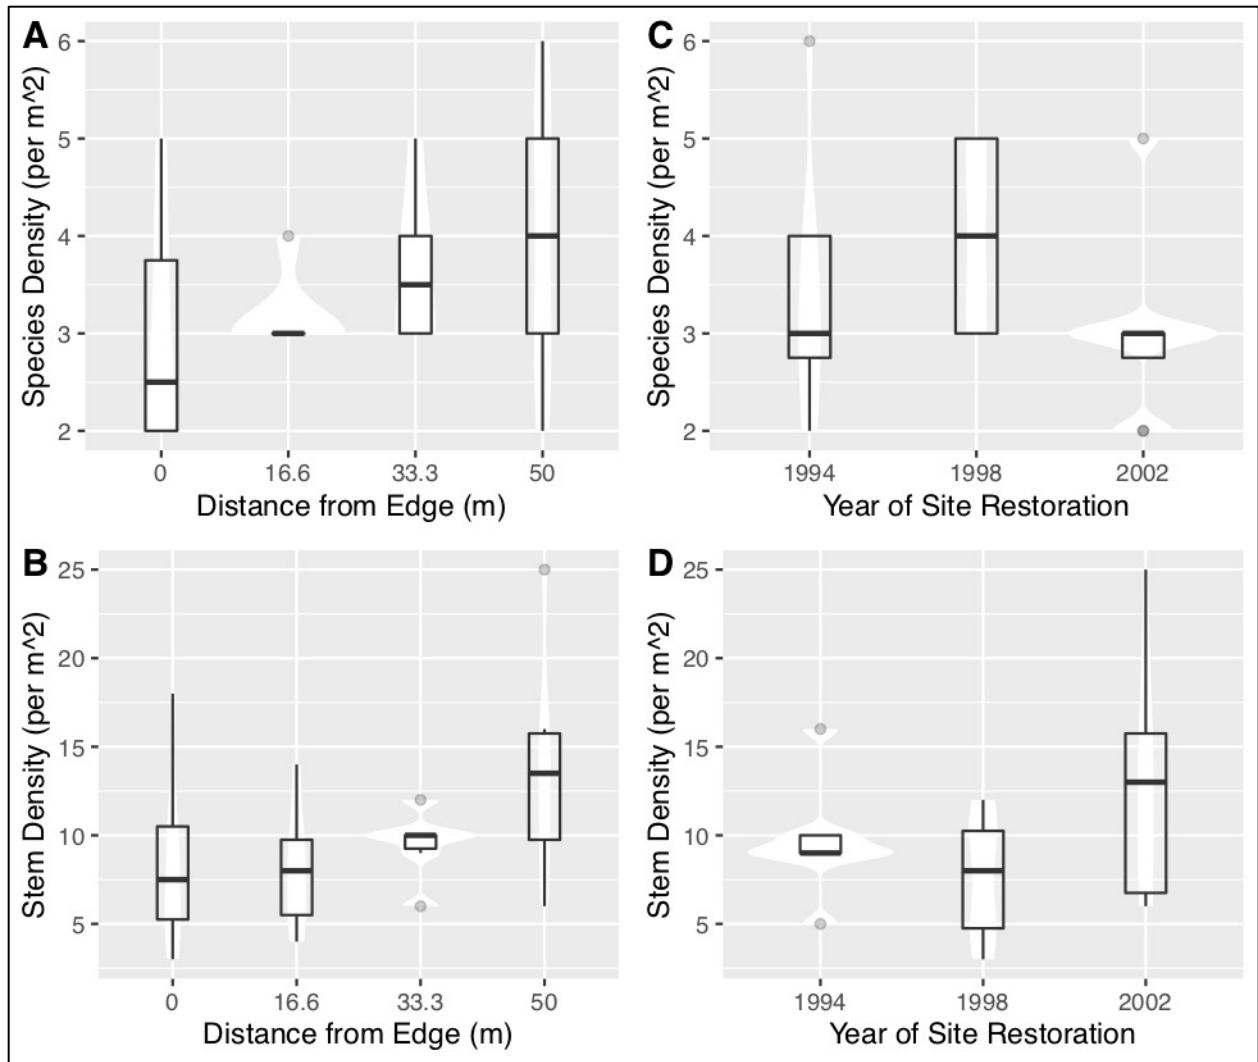 A
Species Density (per m^2)
6
5
4
3
2
0 16.6 33.3 50
Distance from Edge (m)
C
Species Density (per m^2)
6
5
4
3
2
1994 1998 2002
Year of Site Restoration
B
Stem Density (per m^2)
25
20
15
10
5
0 16.6 33.3 50
Distance from Edge (m)
D
Stem Density (per m^2)
25
20
15
10
5
1994 1998 2002
Year of Site Restoration